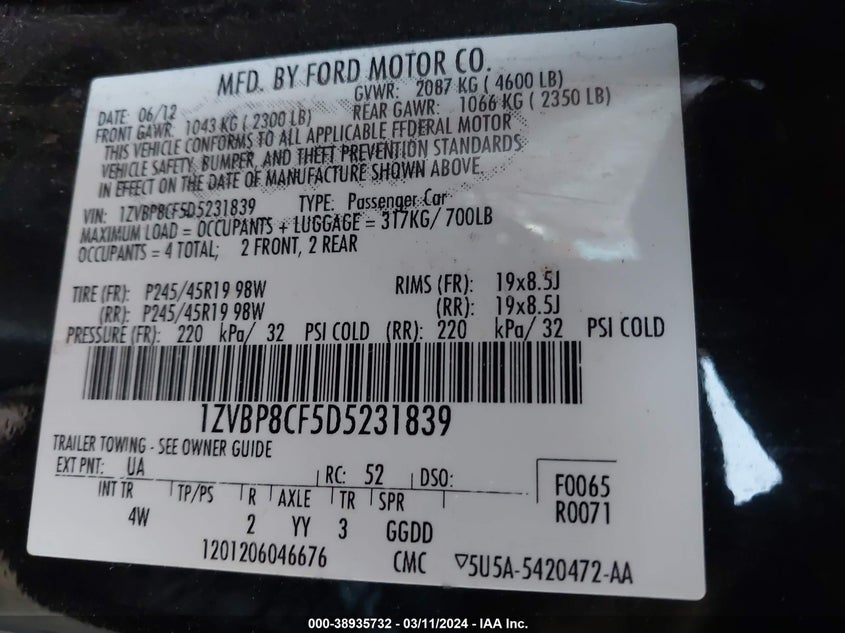 MFD. BY FORD MOTOR CO.
DATE: 06/12 GVWR: 2087 KG ( 4600 LB)
FRONT GAWR: 1043 KG ( 2300 LB) REAR GAWR: 1066 KG ( 2350 LB)
THIS VEHICLE CONFORMS TO ALL APPLICABLE FEDERAL MOTOR
VEHICLE SAFETY, BUMPER, AND THEFT PREVENTION STANDARDS
IN EFFECT ON THE DATE OF MANUFACTURE SHOWN ABOVE.
VIN: 1ZVBP8CF5D5231839 TYPE: Passenger Car
MAXIMUM LOAD = OCCUPANTS + LUGGAGE = 317KG/ 700LB
OCCUPANTS = 4 TOTAL; 2 FRONT, 2 REAR
TIRE (FR): P245/45R19 98W RIMS (FR): 19x8.5J
(RR): P245/45R19 98W (RR): 19x8.5J
PRESSURE (FR): 220 kPa/ 32 PSI COLD (RR): 220 kPa/ 32 PSI COLD
1ZVBP8CF5D5231839
TRAILER TOWING - SEE OWNER GUIDE
EXT PNT: UA RC: 52 DSO:
INT TR TP/PS R AXLE TR SPR
4W 2 YY 3 GGDD
F0065
R0071
1201206046676 CMC ▽5U5A-5420472-AA
000-38935732 - 03/11/2024 - IAA Inc.